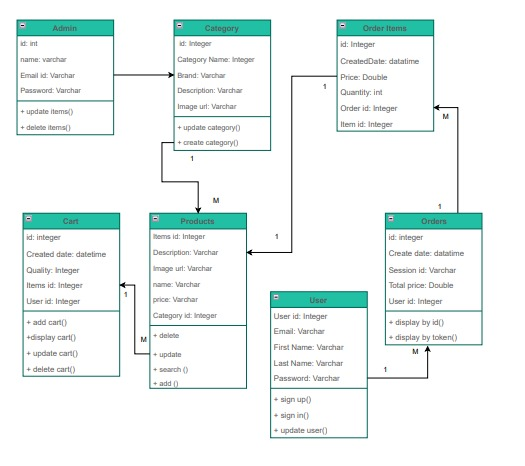 Admin
id: int
name: varchar
Email id: Varchar
Password: Varchar
+ update items()
+ delete items()
Category
id: Integer
Category Name: Integer
Brand: Varchar
Description: Varchar
Image url: Varchar
+ update category()
+ create category()
Order Items
id: Integer
CreatedDate: datatime
Price: Double
Quantity: int
Order id: Integer
Item id: Integer
1
M
1
M
1
1
Cart
id: integer
Created date: datetime
Quality: Integer
Items id: Integer
User id: Integer
+ add cart()
+display cart()
+ update cart()
+ delete cart()
1
M
Products
Items id: Integer
Description: Varchar
Image url: Varchar
name: Varchar
price: Varchar
Category id: Integer
+ delete
+ update
+ search ()
+ add ()
Orders
id: integer
Create date: datatime
Session id: Varchar
Total price: Double
User id: Integer
+ display by id()
+ display by token()
M
1
User
User id: Integer
Email: Varchar
First Name: Varchar
Last Name: Varchar
Password: Varchar
+ sign up()
+ sign in()
+ update user()